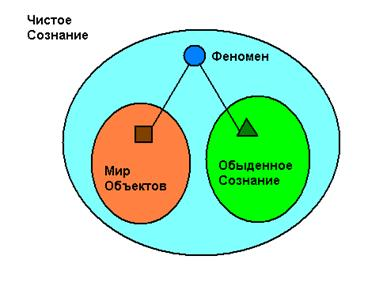 Чистое
Сознание
Феномен
Мир
Объектов
Обыденное
Сознание